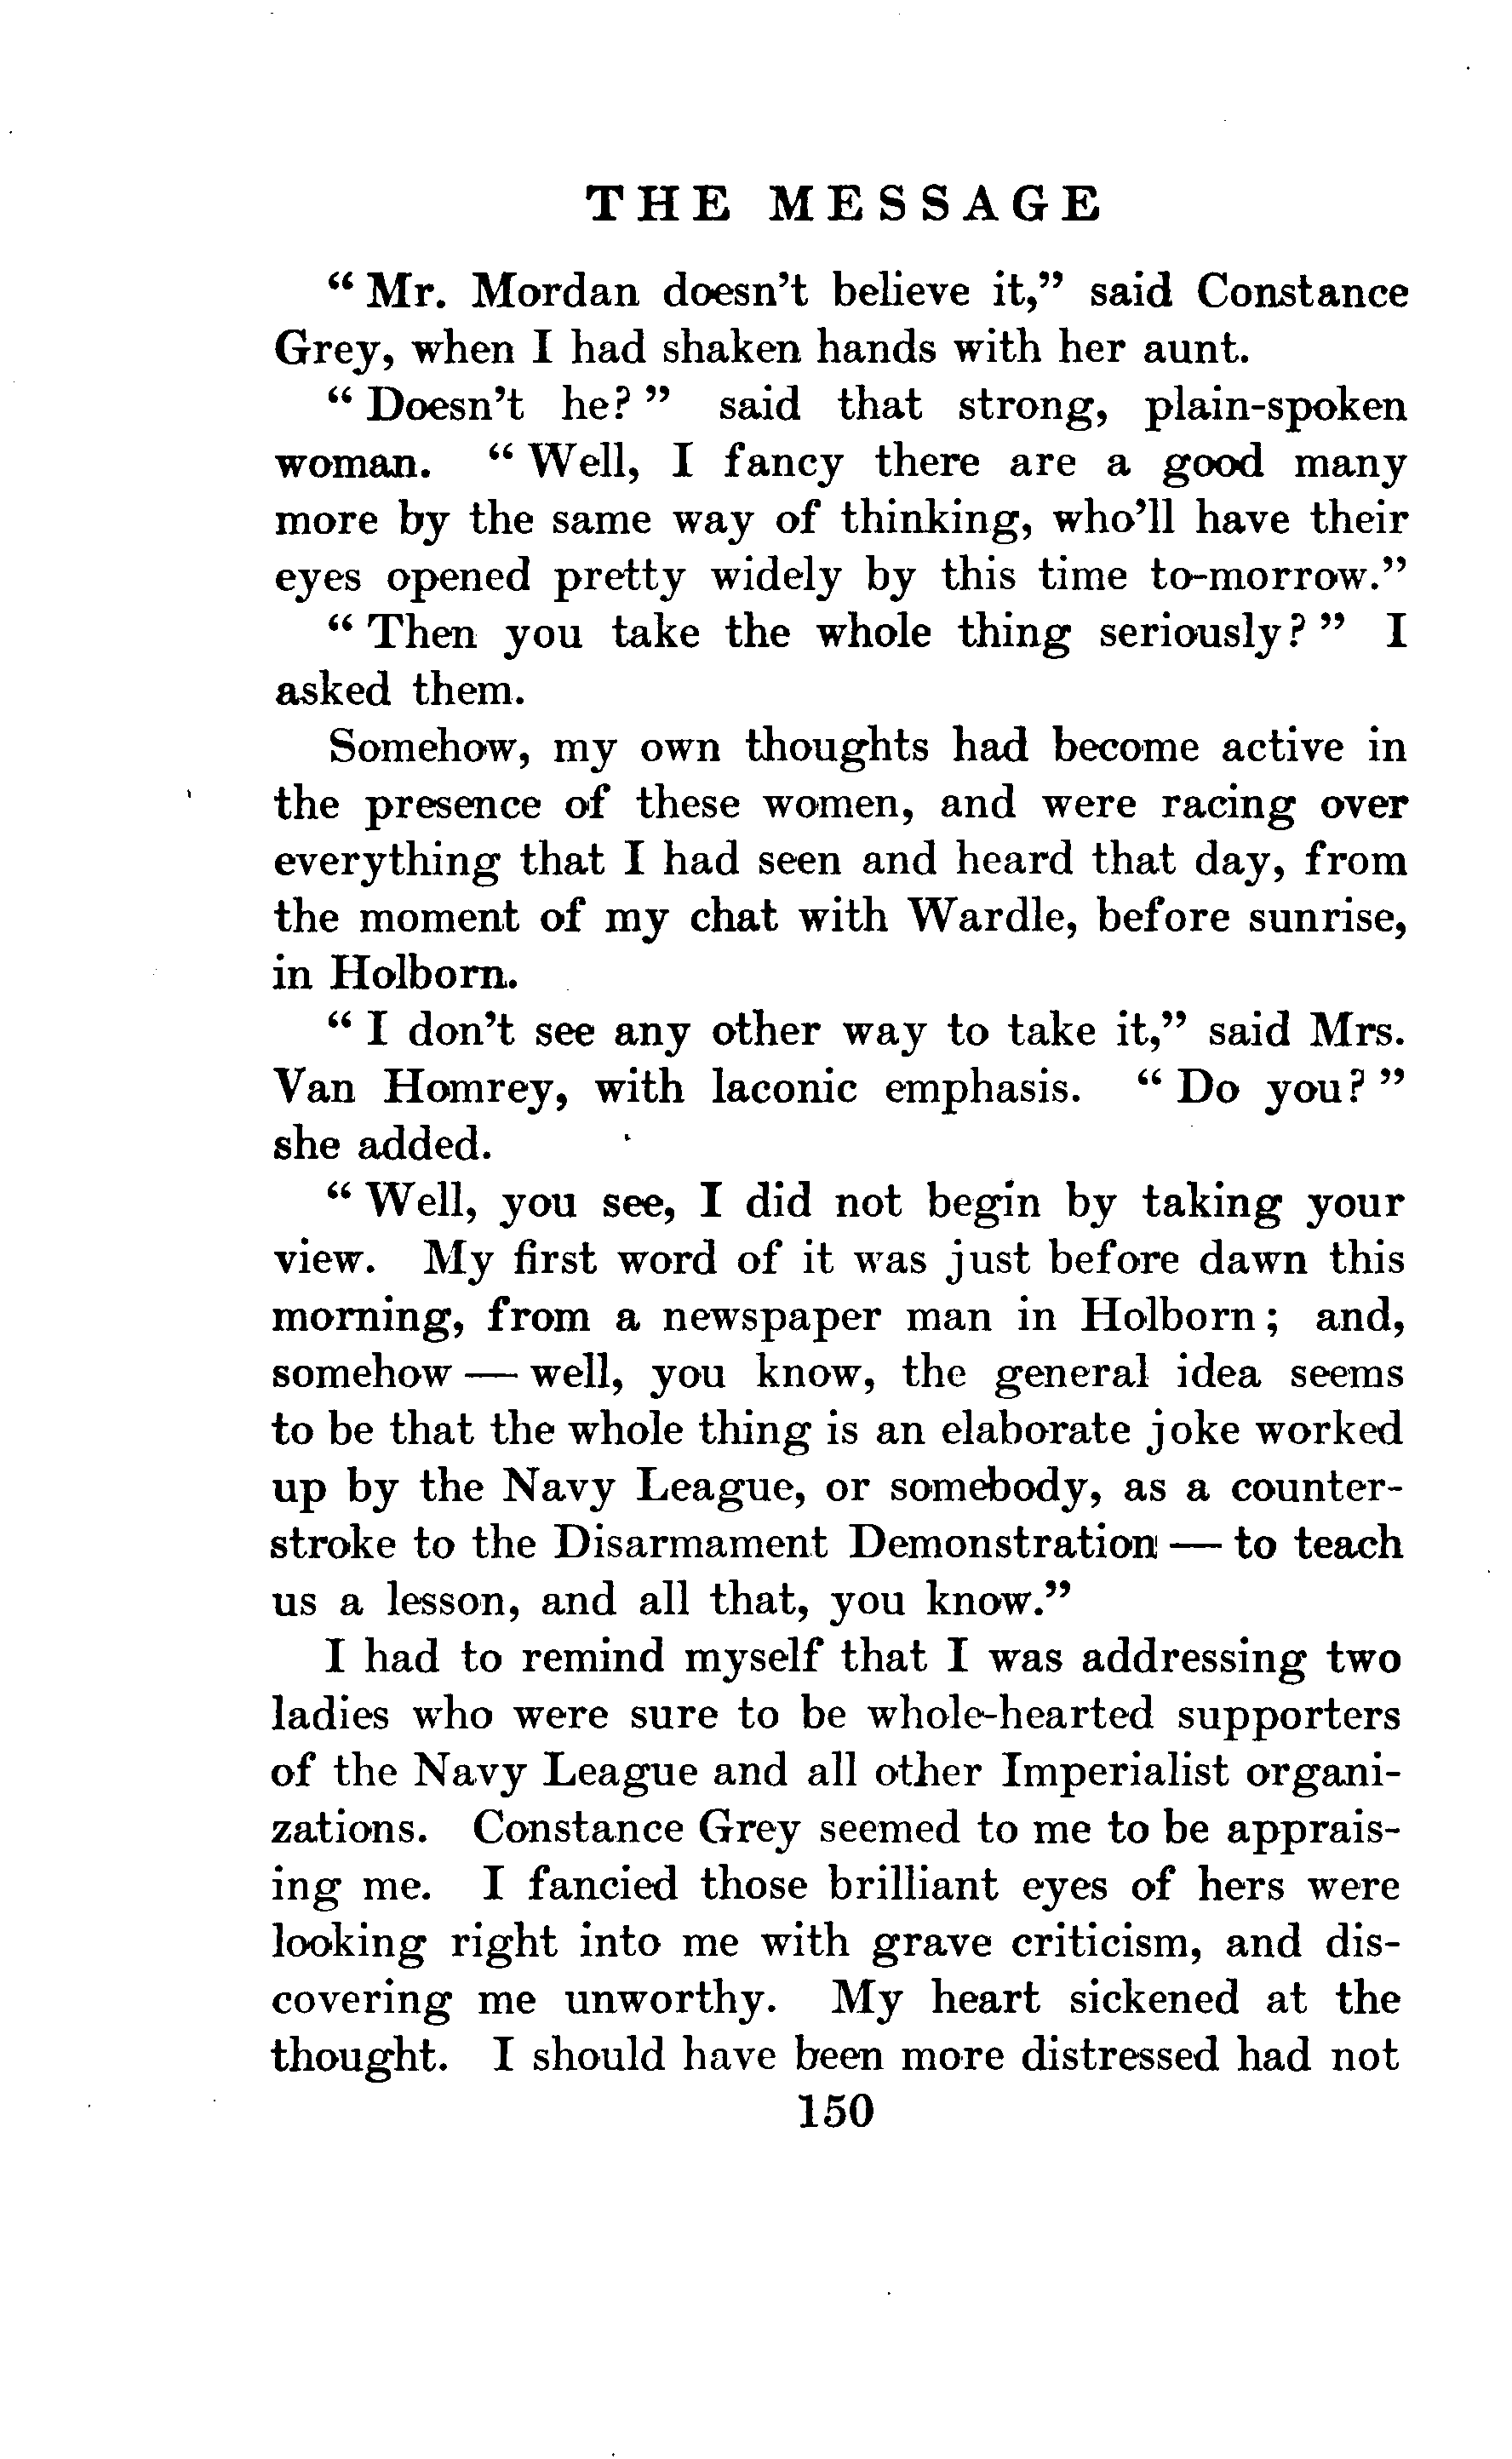 THE MESSAGE
“ Mr. Mordan doesn’t believe it,” said Constance
Grey, when I had shaken hands with her aunt.
“ Doesn’t he? ” said that strong, plain-spoken
woman. “ Well, I fancy there are a good many
more by the same way of thinking, who’ll have their
eyes opened pretty widely by this time to-morrow.”
“ Then you take the whole thing seriously? ” I
asked them.
Somehow, my own thoughts had become active in
the presence of these women, and were racing over
everything that I had seen and heard that day, from
the moment of my chat with Wardle, before sunrise,
in Holborn.
“ I don’t see any other way to take it,” said Mrs.
Van Homrey, with laconic emphasis. “ Do you? ”
she added.
“ Well, you see, I did not begin by taking your
view. My first word of it was just before dawn this
morning, from a newspaper man in Holborn ; and,
somehow — well, you know, the general idea seems
to be that the whole thing is an elaborate joke worked
up by the Navy League, or somebody, as a counter-
stroke to the Disarmament Demonstration — to teach
us a lesson, and all that, you know.”
I had to remind myself that I was addressing two
ladies who were sure to be whole-hearted supporters
of the Navy League and all other Imperialist organi-
zations. Constance Grey seemed to me to be apprais-
ing me. I fancied those brilliant eyes of hers were
looking right into me with grave criticism, and dis-
covering me unworthy. My heart sickened at the
thought. I should have been more distressed had not
150